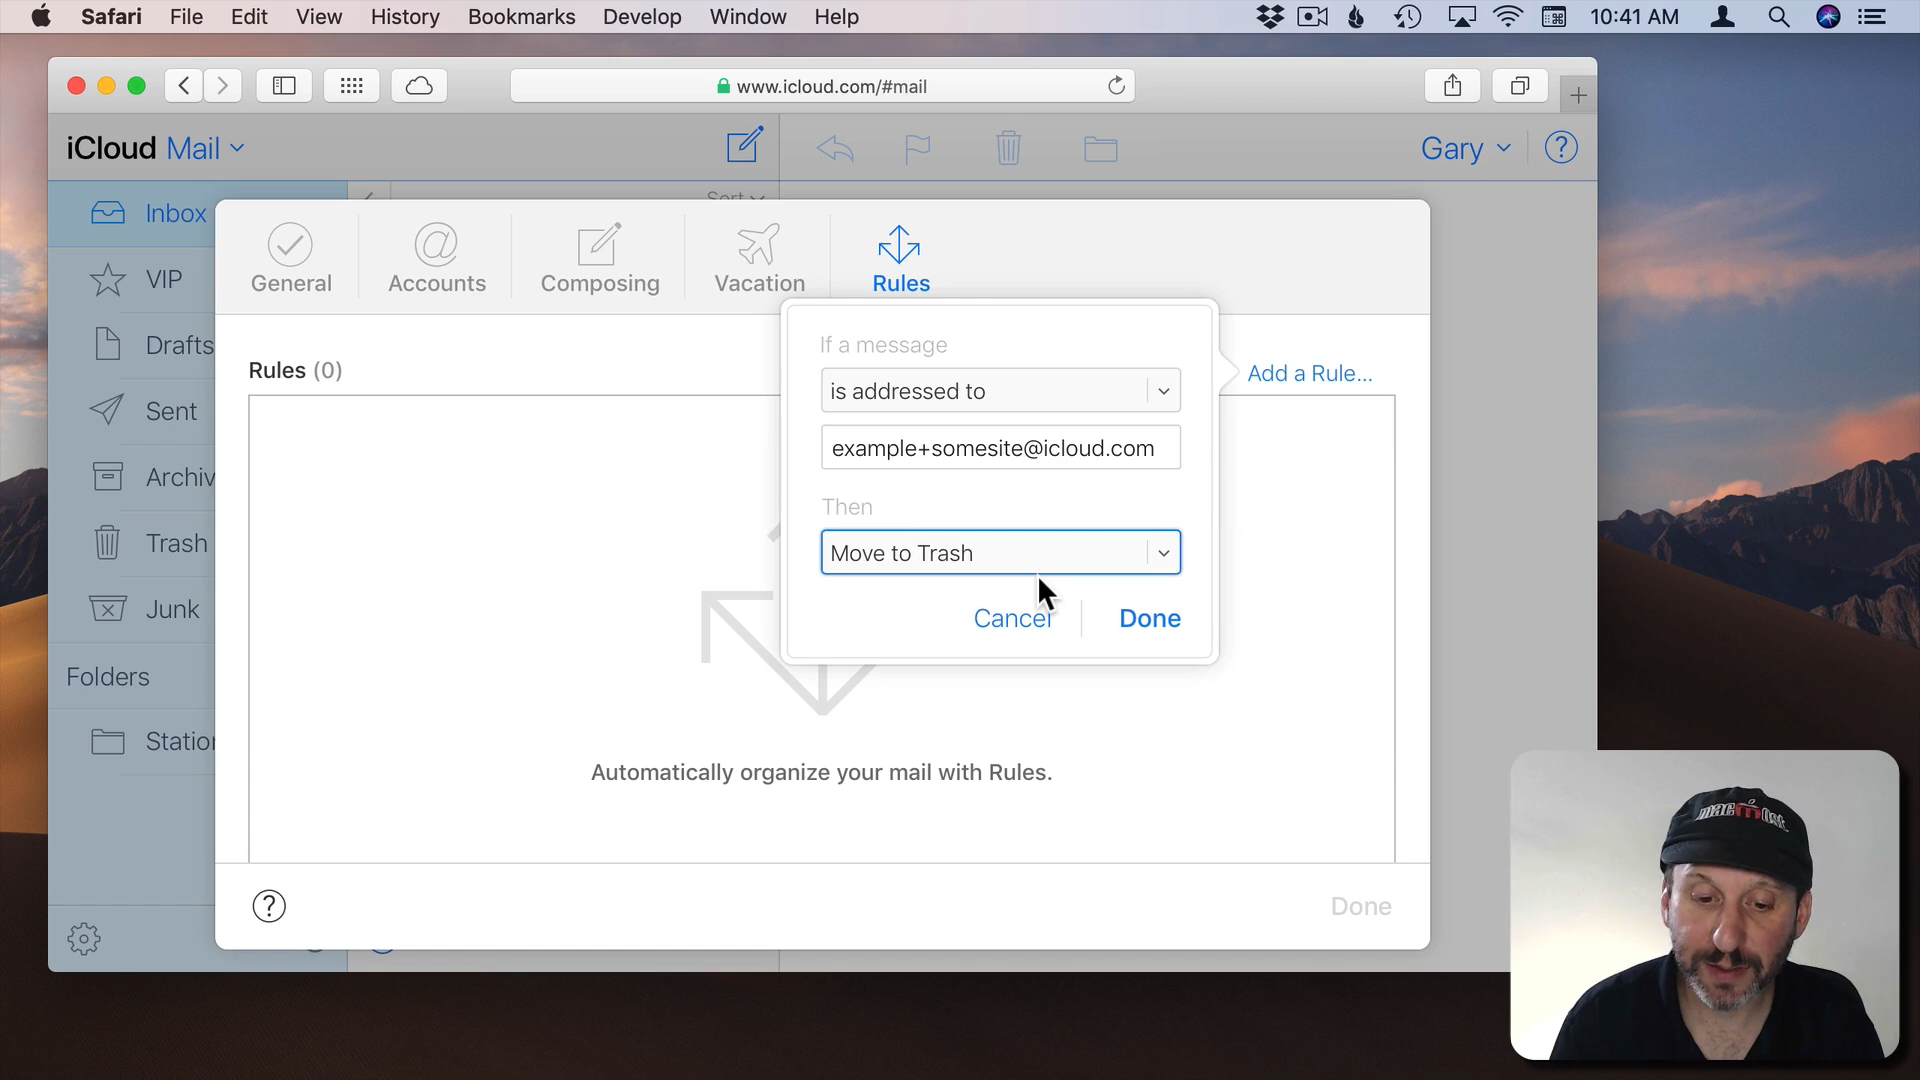 Safari File Edit View History Bookmarks Develop Window Help 10:41 AM
www.icloud.com/#mail
iCloud Mail Gary ?
Sort
Inbox
VIP
Drafts
Sent
Archiv
Trash
Junk
Folders
Station
General Accounts Composing Vacation Rules
Rules (0)
Add a Rule...
If a message
is addressed to
example+somesite@icloud.com
Then
Move to Trash
Cancel Done
Automatically organize your mail with Rules.
? Done
macmost